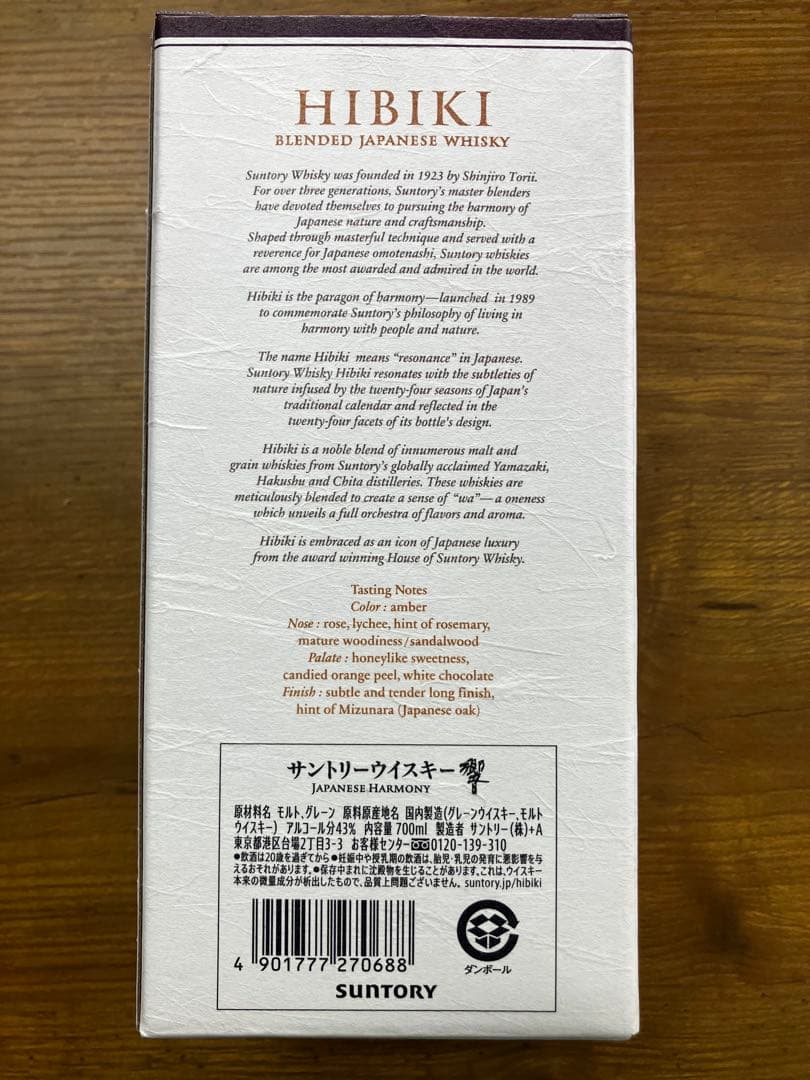 HIBIKI
BLENDED JAPANESE WHISKY
Suntory Whisky was founded in 1923 by Shinjiro Torii.
For over three generations, Suntory's master blenders
have devoted themselves to pursuing the harmony of
Japanese nature and craftsmanship.
Shaped through masterful technique and served with a
reverence for Japanese omotenashi, Suntory whiskies
are among the most awarded and admired in the world.
Hibiki is the paragon of harmony—launched in 1989
to commemorate Suntory's philosophy of living in
harmony with people and nature.
The name Hibiki means “resonance” in Japanese.
Suntory Whisky Hibiki resonates with the subtleties of
nature infused by the twenty-four seasons of Japan's
traditional calendar and reflected in the
twenty-four facets of its bottle's design.
Hibiki is a noble blend of innumerous malt and
grain whiskies from Suntory's globally acclaimed Yamazaki,
Hakushu and Chita distilleries. These whiskies are
meticulously blended to create a sense of “wa”—a oneness
which unveils a full orchestra of flavors and aroma.
Hibiki is embraced as an icon of Japanese luxury
from the award winning House of Suntory Whisky.
Tasting Notes
Color : amber
Nose : rose, lychee, hint of rosemary,
mature woodiness/sandalwood
Palate : honeylike sweetness,
candied orange peel, white chocolate
Finish : subtle and tender long finish,
hint of Mizunara (Japanese oak)
サントリーウイスキー 響
JAPANESE HARMONY
原材料名 モルト、グレーン 原料原産地名 国内製造(グレーンウイスキー、モルト
ウイスキー) アルコール分43% 内容量700ml 製造者 サントリー(株)+A
東京都港区台場2丁目3-3 お客様センター 0120-139-310
●飲酒は20歳を過ぎてから●妊娠中や授乳期の飲酒は、胎児・乳児の発育に悪影響を与
えるおそれがあります。●保存中まれに沈殿物を生じることがあります。これは、ウイスキー
本来の微量成分が析出したもので、品質上問題ございません。suntory.jp/hibiki
4 901777 270688
ダンボール
SUNTORY